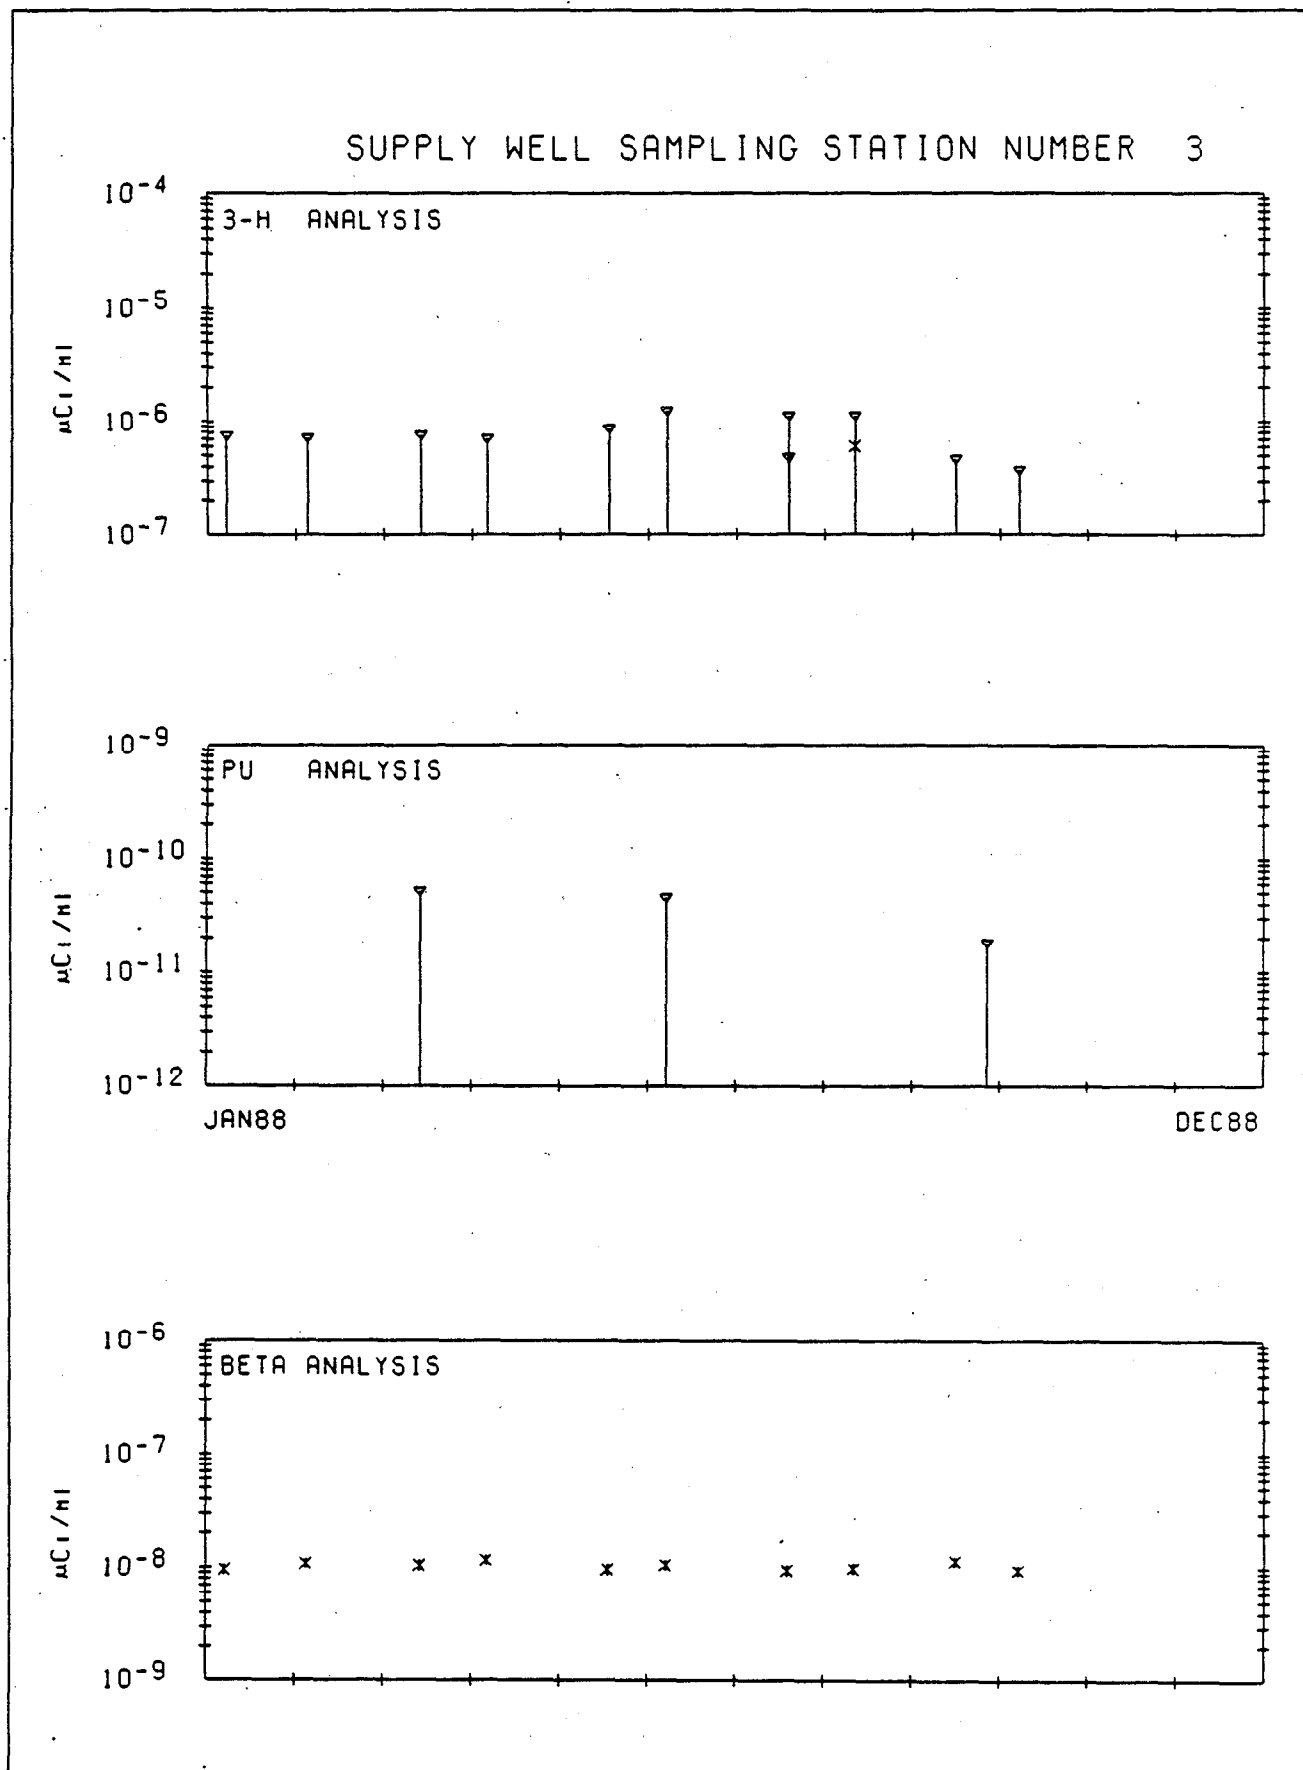 SUPPLY WELL SAMPLING STATION NUMBER 3
10-4
3-H ANALYSIS
10-5
µCi/ml
10-6
10-7
10-9
PU ANALYSIS
10-10
µCi/ml
10-11
10-12
JAN88 DEC88
10-6
BETA ANALYSIS
10-7
µCi/ml
10-8
10-9